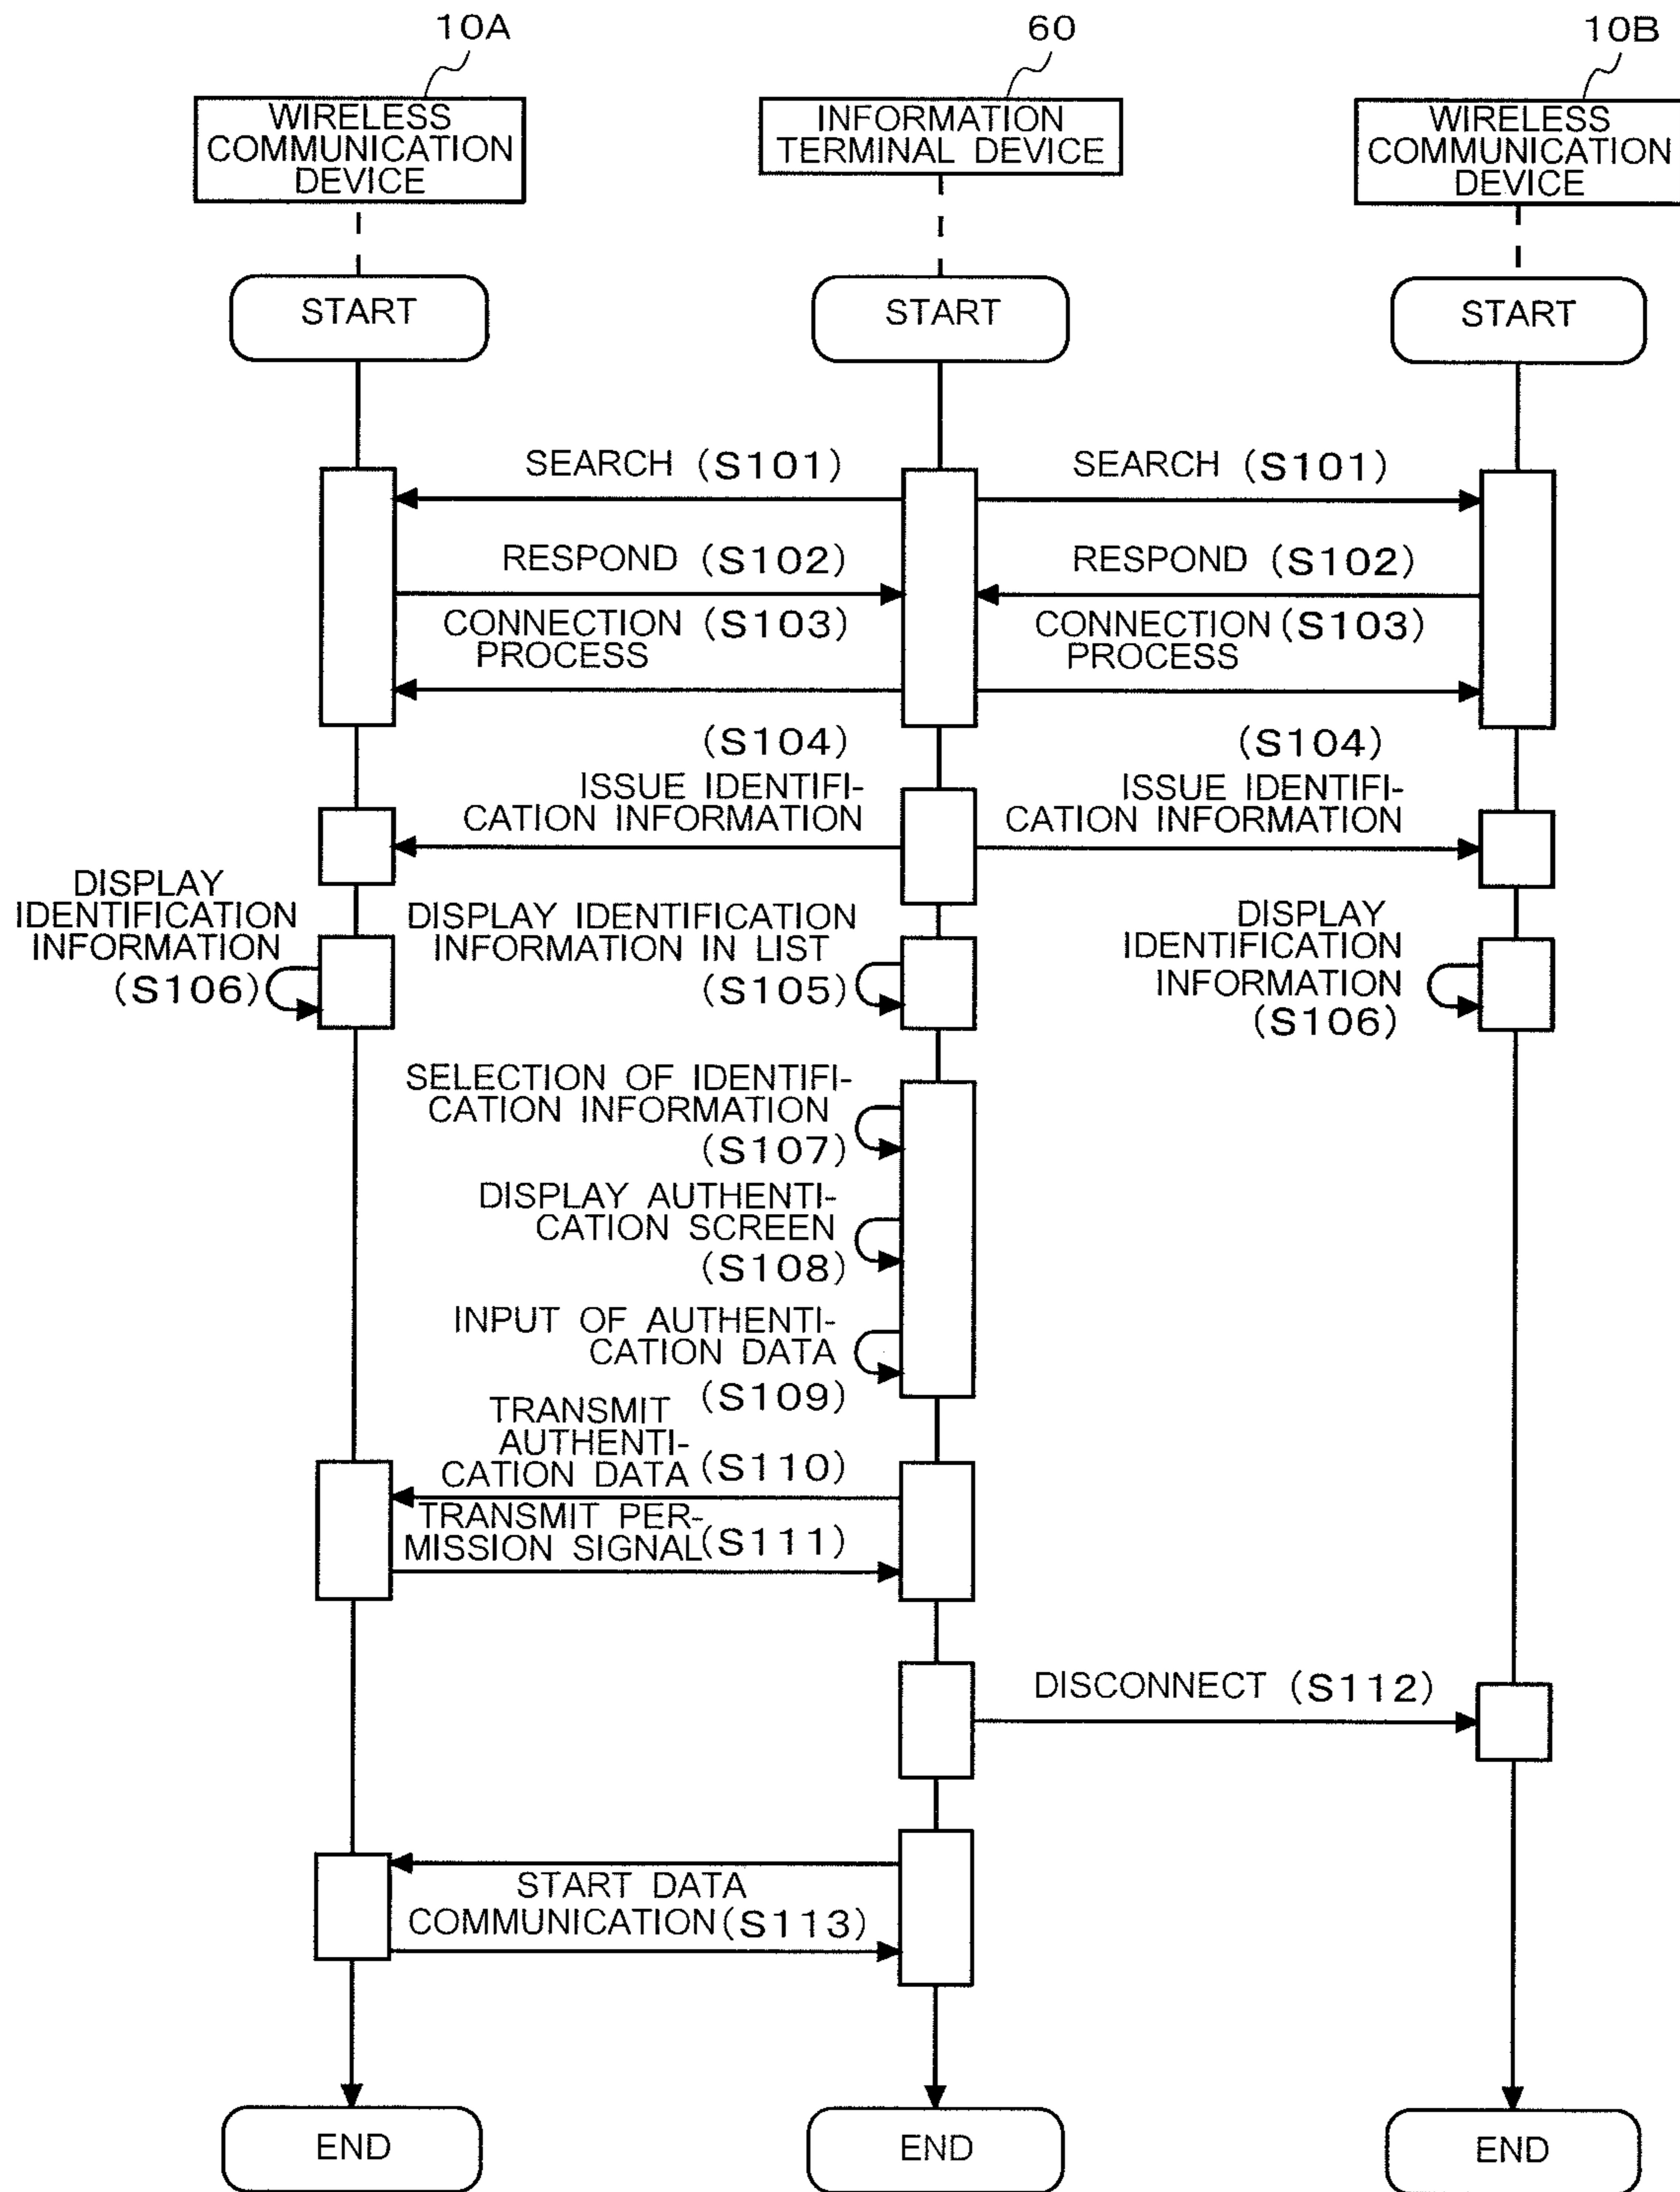 10A
60
10B
WIRELESS
COMMUNICATION
DEVICE
INFORMATION
TERMINAL DEVICE
WIRELESS
COMMUNICATION
DEVICE
START
START
START
SEARCH (S101)
SEARCH (S101)
RESPOND (S102)
RESPOND (S102)
CONNECTION (S103)
PROCESS
CONNECTION (S103)
PROCESS
(S104)
ISSUE IDENTIFI-
CATION INFORMATION
(S104)
ISSUE IDENTIFI-
CATION INFORMATION
DISPLAY
IDENTIFICATION
INFORMATION
(S106)
DISPLAY IDENTIFICATION
INFORMATION IN LIST
(S105)
DISPLAY
IDENTIFICATION
INFORMATION
(S106)
SELECTION OF IDENTIFI-
CATION INFORMATION
(S107)
DISPLAY AUTHENTI-
CATION SCREEN
(S108)
INPUT OF AUTHENTI-
CATION DATA
(S109)
TRANSMIT
AUTHENTI-
CATION DATA (S110)
TRANSMIT PER-
MISSION SIGNAL (S111)
DISCONNECT (S112)
START DATA
COMMUNICATION (S113)
END
END
END